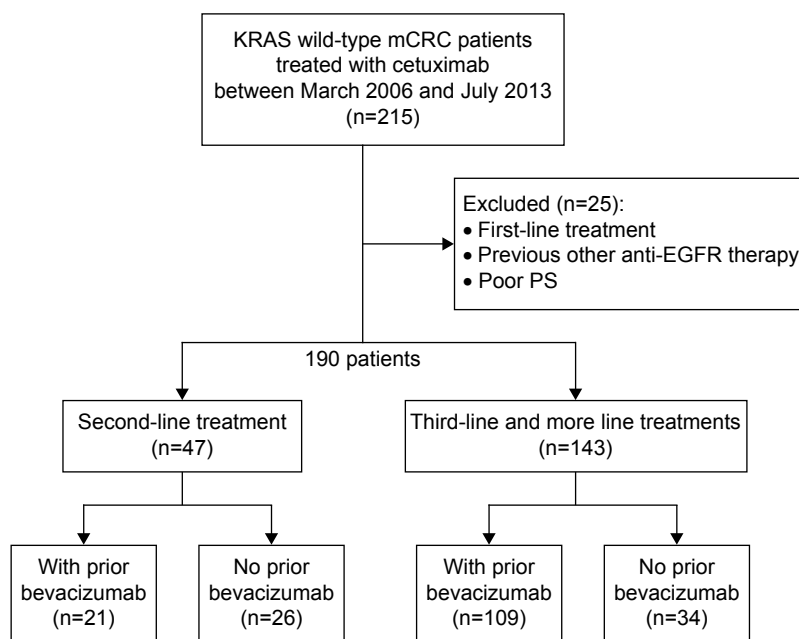 KRAS wild-type mCRC patients
treated with cetuximab
between March 2006 and July 2013
(n=215)
Excluded (n=25):
• First-line treatment
• Previous other anti-EGFR therapy
• Poor PS
190 patients
Second-line treatment
(n=47)
Third-line and more line treatments
(n=143)
With prior
bevacizumab
(n=21)
No prior
bevacizumab
(n=26)
With prior
bevacizumab
(n=109)
No prior
bevacizumab
(n=34)